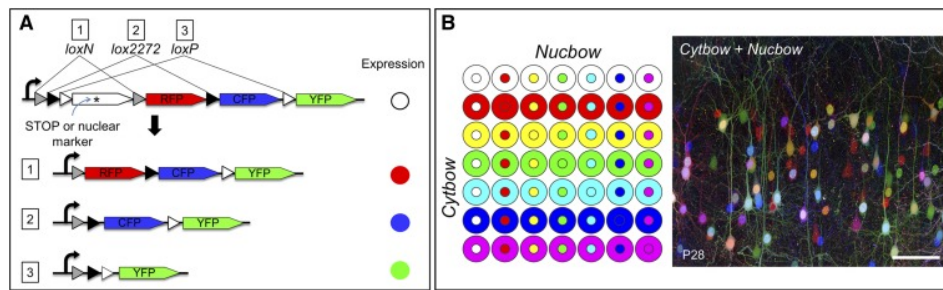 A
1 2 3
loxN lox2272 loxP
Expression
* RFP CFP YFP
STOP or nuclear
marker
1 RFP CFP YFP
2 CFP YFP
3 YFP
B
Nucbow
Cytbow
Cytbow + Nucbow
P28